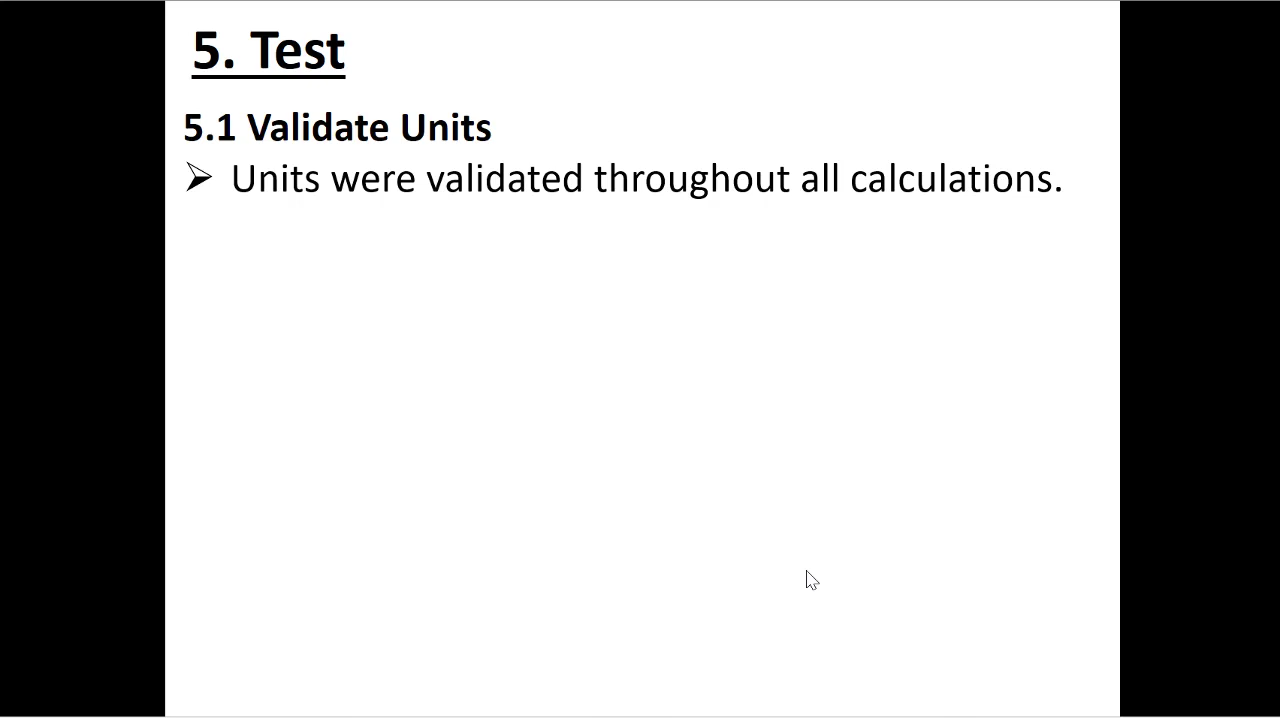 5. Test
5.1 Validate Units
➢ Units were validated throughout all calculations.